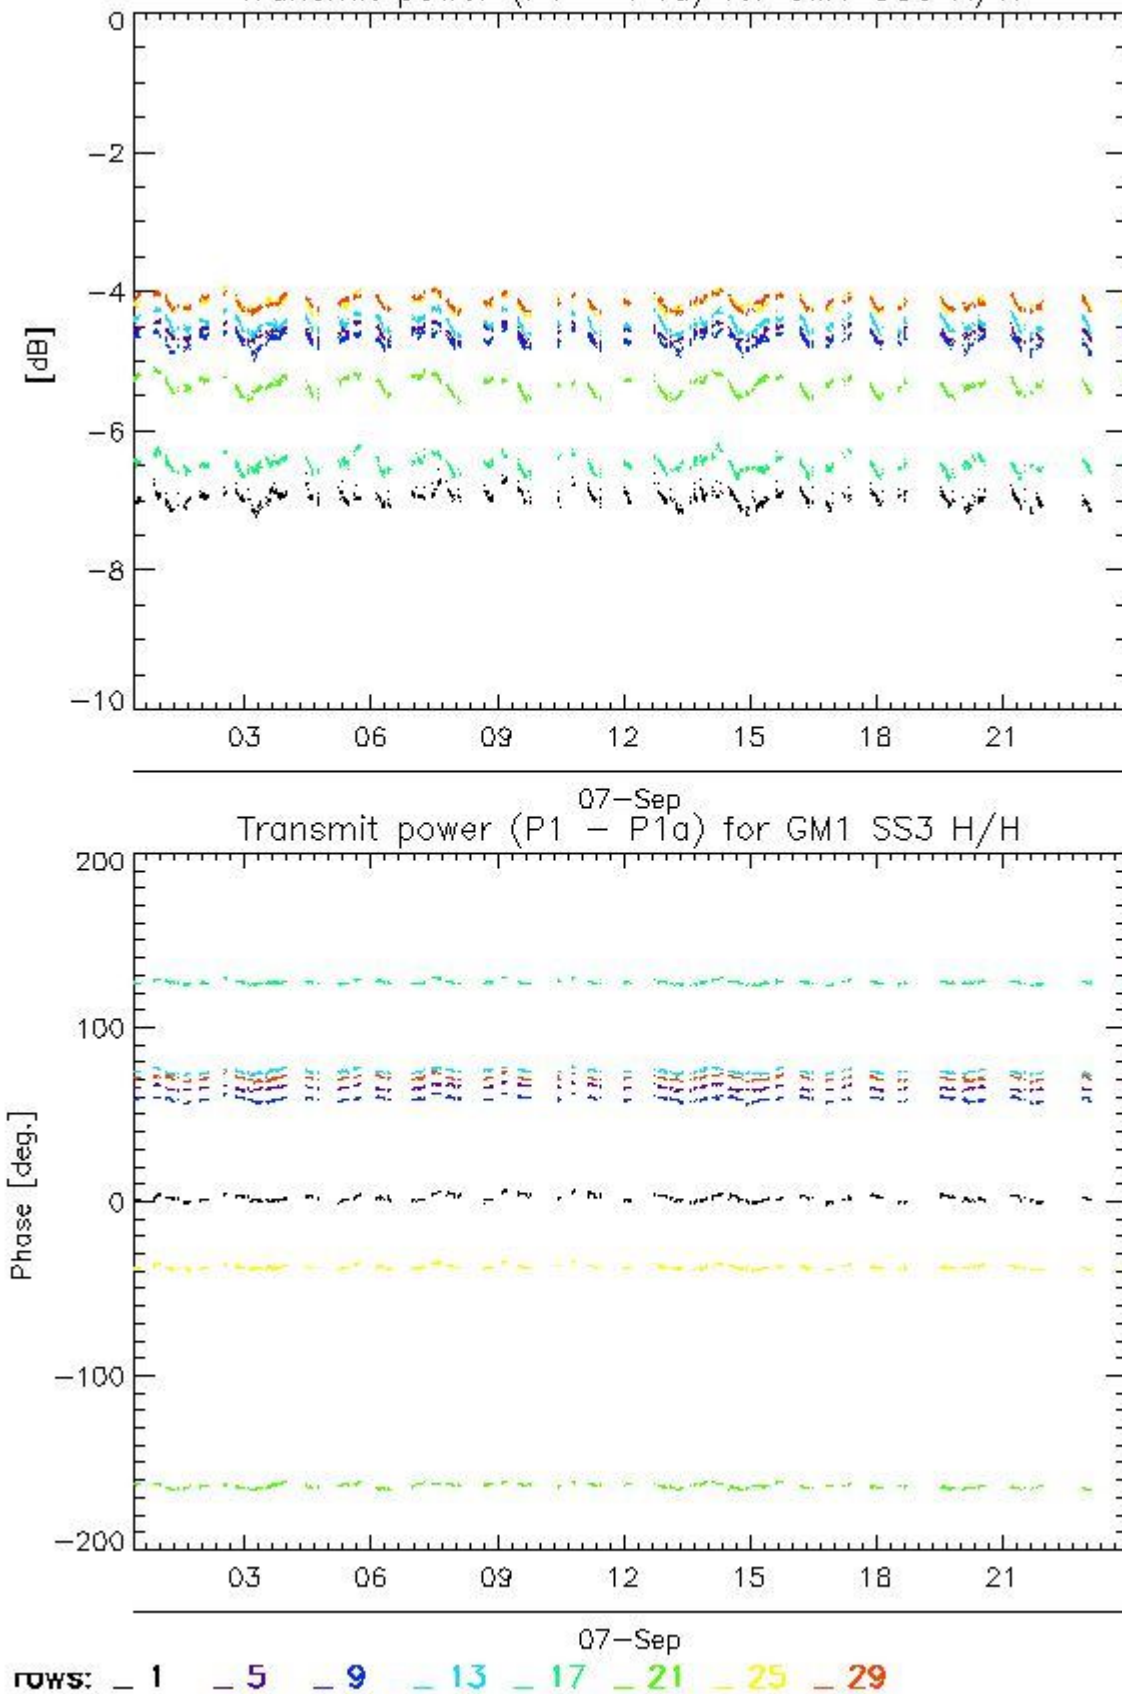 0
-2
-4
-6
-8
-10
[dB]
03 06 09 12 15 18 21
07-Sep
Transmit power (P1 - P1a) for GM1 SS3 H/H
200
100
0
-100
-200
Phase [deg.]
03 06 09 12 15 18 21
07-Sep
rows: _ 1 _ 5 _ 9 _ 13 _ 17 _ 21 _ 25 _ 29